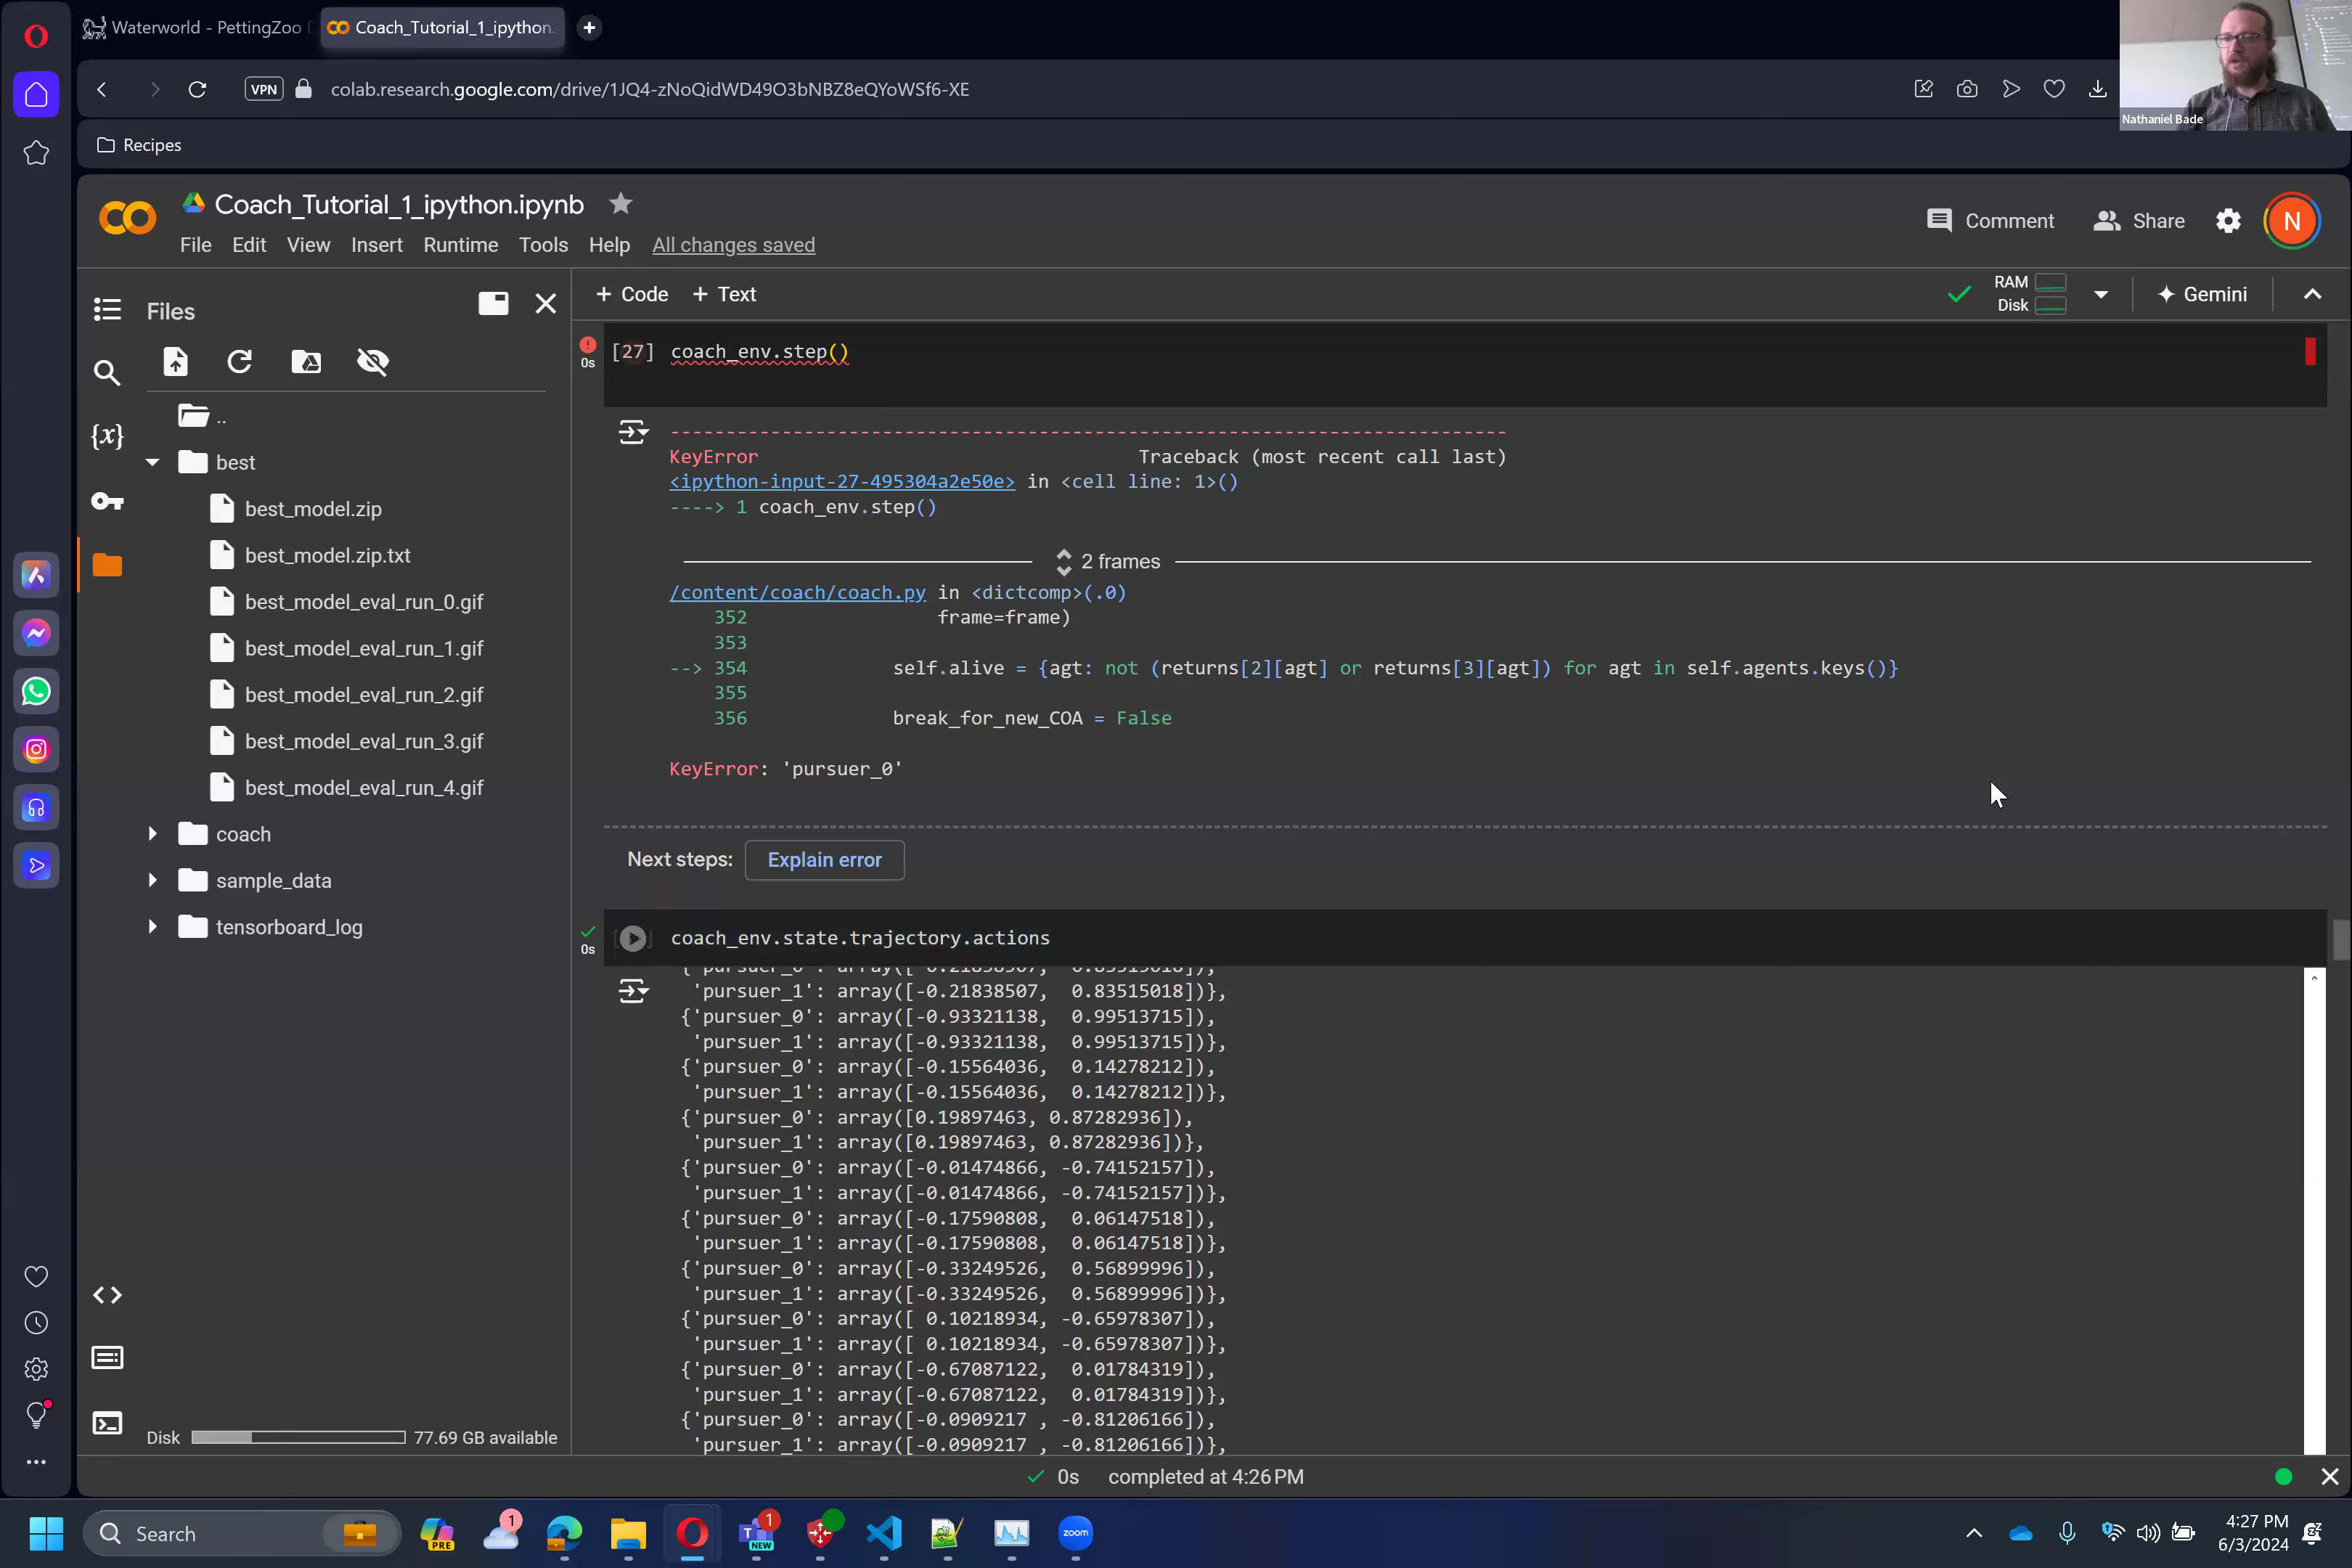 Waterworld - PettingZoo
Coach_Tutorial_1_ipython.
VPN
colab.research.google.com/drive/1JQ4-zNoQidWD49O3bNBZ8eQYoWSf6-XE
Nathaniel Bade
Recipes
Coach_Tutorial_1_ipython.ipynb
File Edit View Insert Runtime Tools Help All changes saved
Comment Share N
Files
+ Code + Text
RAM
Disk
Gemini
..
best
best_model.zip
best_model.zip.txt
best_model_eval_run_0.gif
best_model_eval_run_1.gif
best_model_eval_run_2.gif
best_model_eval_run_3.gif
best_model_eval_run_4.gif
coach
sample_data
tensorboard_log
{x}
Disk 77.69 GB available
0s
[27] coach_env.step()
---------------------------------------------------------------------------
KeyError Traceback (most recent call last)
<ipython-input-27-495304a2e50e> in <cell line: 1>()
----> 1 coach_env.step()
2 frames
/content/coach/coach.py in <dictcomp>(.0)
352 frame=frame)
353
--> 354 self.alive = {agt: not (returns[2][agt] or returns[3][agt]) for agt in self.agents.keys()}
355
356 break_for_new_COA = False
KeyError: 'pursuer_0'
Next steps: Explain error
0s
coach_env.state.trajectory.actions
{'pursuer_0': array([-0.21838507, 0.83515018]),
'pursuer_1': array([-0.21838507, 0.83515018])},
{'pursuer_0': array([-0.93321138, 0.99513715]),
'pursuer_1': array([-0.93321138, 0.99513715])},
{'pursuer_0': array([-0.15564036, 0.14278212]),
'pursuer_1': array([-0.15564036, 0.14278212])},
{'pursuer_0': array([0.19897463, 0.87282936]),
'pursuer_1': array([0.19897463, 0.87282936])},
{'pursuer_0': array([-0.01474866, -0.74152157]),
'pursuer_1': array([-0.01474866, -0.74152157])},
{'pursuer_0': array([-0.17590808, 0.06147518]),
'pursuer_1': array([-0.17590808, 0.06147518])},
{'pursuer_0': array([-0.33249526, 0.56899996]),
'pursuer_1': array([-0.33249526, 0.56899996])},
{'pursuer_0': array([ 0.10218934, -0.65978307]),
'pursuer_1': array([ 0.10218934, -0.65978307])},
{'pursuer_0': array([-0.67087122, 0.01784319]),
'pursuer_1': array([-0.67087122, 0.01784319])},
{'pursuer_0': array([-0.0909217 , -0.81206166]),
'pursuer_1': array([-0.0909217 , -0.81206166])},
0s completed at 4:26 PM
Search
PRE
1
1
NEW
zoom
4:27 PM
6/3/2024